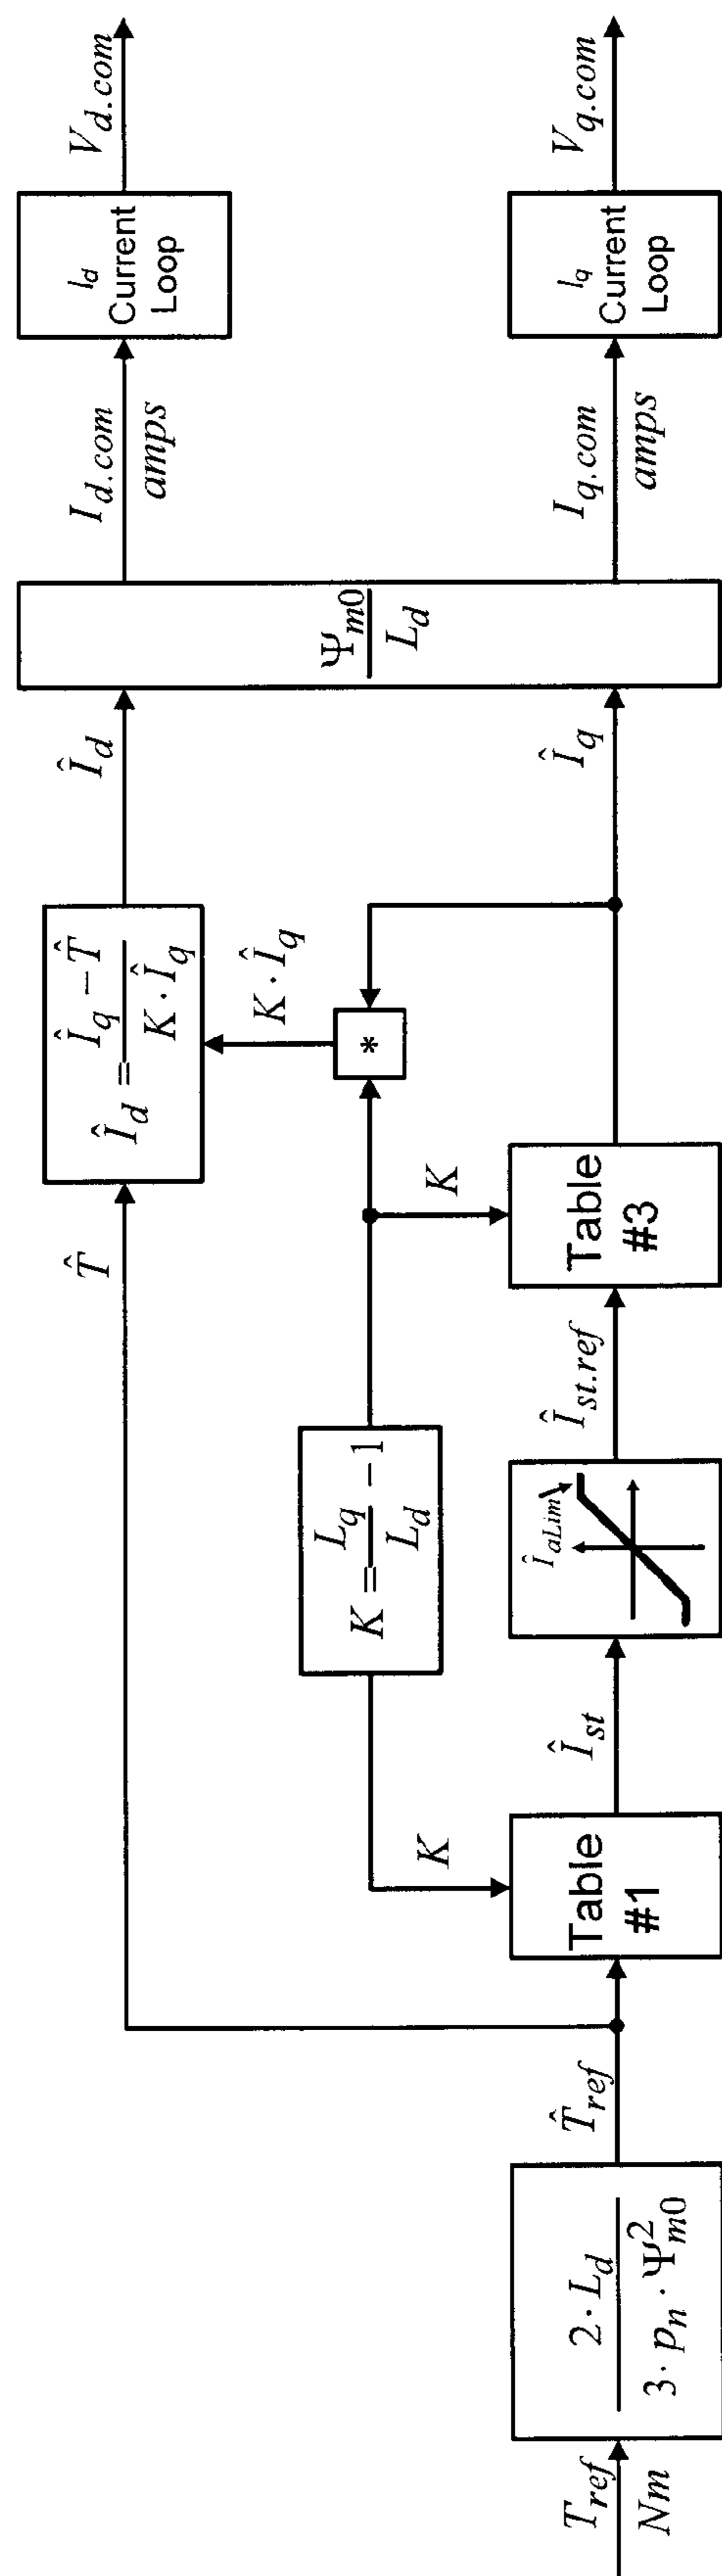 T_ref
Nm
2 · L_d
3 · p_n · Ψ_m0^2
T̂_ref
T̂
Table
#1
K
Î_st
K = L_q / L_d − 1
Î_aLim
Î_st.ref
K
Table
#3
*
K · Î_q
Î_d = (Î_q − T̂) / (K · Î_q)
Î_d
Î_q
Ψ_m0
L_d
I_d.com
amps
I_q.com
amps
I_d
Current
Loop
I_q
Current
Loop
V_d.com
V_q.com